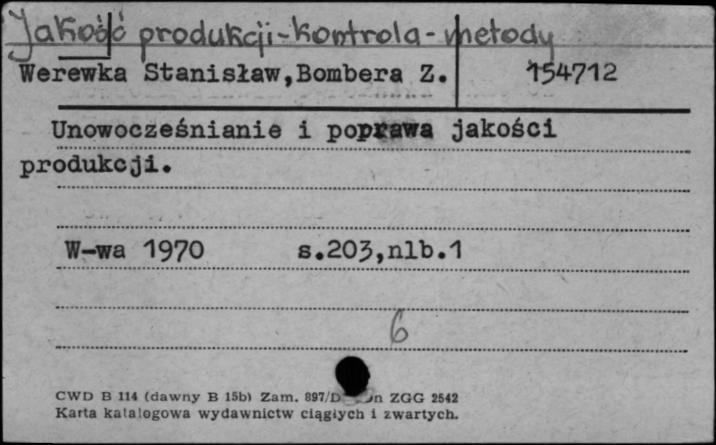 Jakość produkcji-kontrola-metody
Werewka Stanisław,Bombera Z. 154712
Unowocześnianie i poprawa jakości
produkcji.
W-wa 1970 s.203,nlb.1
6
CWD B 114 (dawny B 15b) Zam. 897/D n ZGG 2542
Karta katalogowa wydawnictw ciągłych i zwartych.